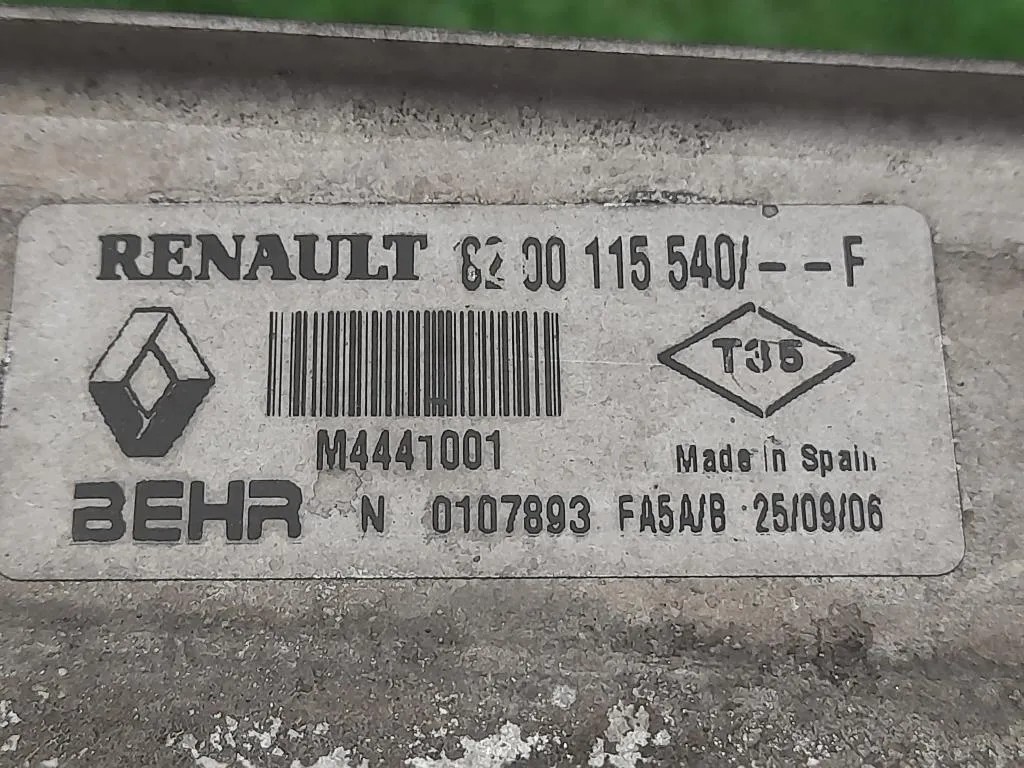 RENAULT 8200 115 540/--F
T35
M4441001
Made in Spain
BEHR N 0107893 FA5A/B 25/09/06